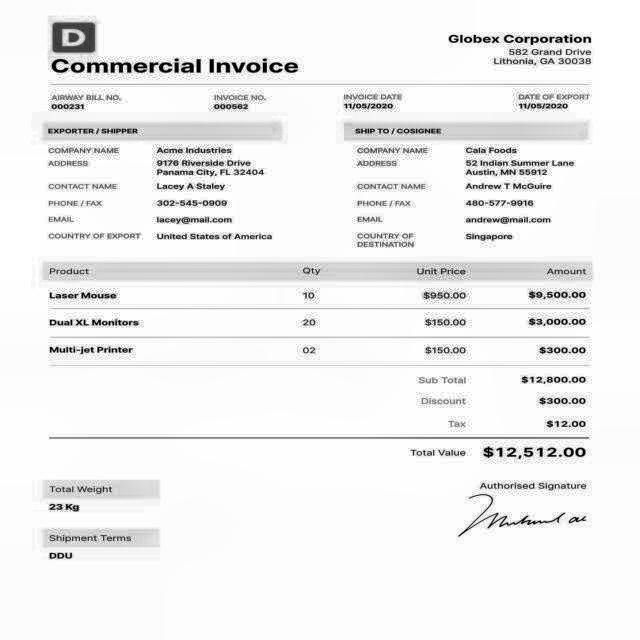 D
Commercial Invoice
Globex Corporation
582 Grand Drive
Lithonia, GA 30038
AIRWAY BILL NO. INVOICE NO. INVOICE DATE DATE OF EXPORT
000231 000562 11/05/2020 11/05/2020
EXPORTER / SHIPPER SHIP TO / COSIGNEE
COMPANY NAME Acme Industries COMPANY NAME Cala Foods
ADDRESS 9176 Riverside Drive ADDRESS 52 Indian Summer Lane
Panama City, FL 32404 Austin, MN 55912
CONTACT NAME Lacey A Staley CONTACT NAME Andrew T McGuire
PHONE / FAX 302-545-0909 PHONE / FAX 480-577-9916
EMAIL lacey@mail.com EMAIL andrew@mail.com
COUNTRY OF EXPORT United States of America COUNTRY OF Singapore
DESTINATION
Product Qty Unit Price Amount
Laser Mouse 10 $950.00 $9,500.00
Dual XL Monitors 20 $150.00 $3,000.00
Multi-jet Printer 02 $150.00 $300.00
Sub Total $12,800.00
Discount $300.00
Tax $12.00
Total Value $12,512.00
Total Weight
23 Kg
Authorised Signature
Shipment Terms
DDU